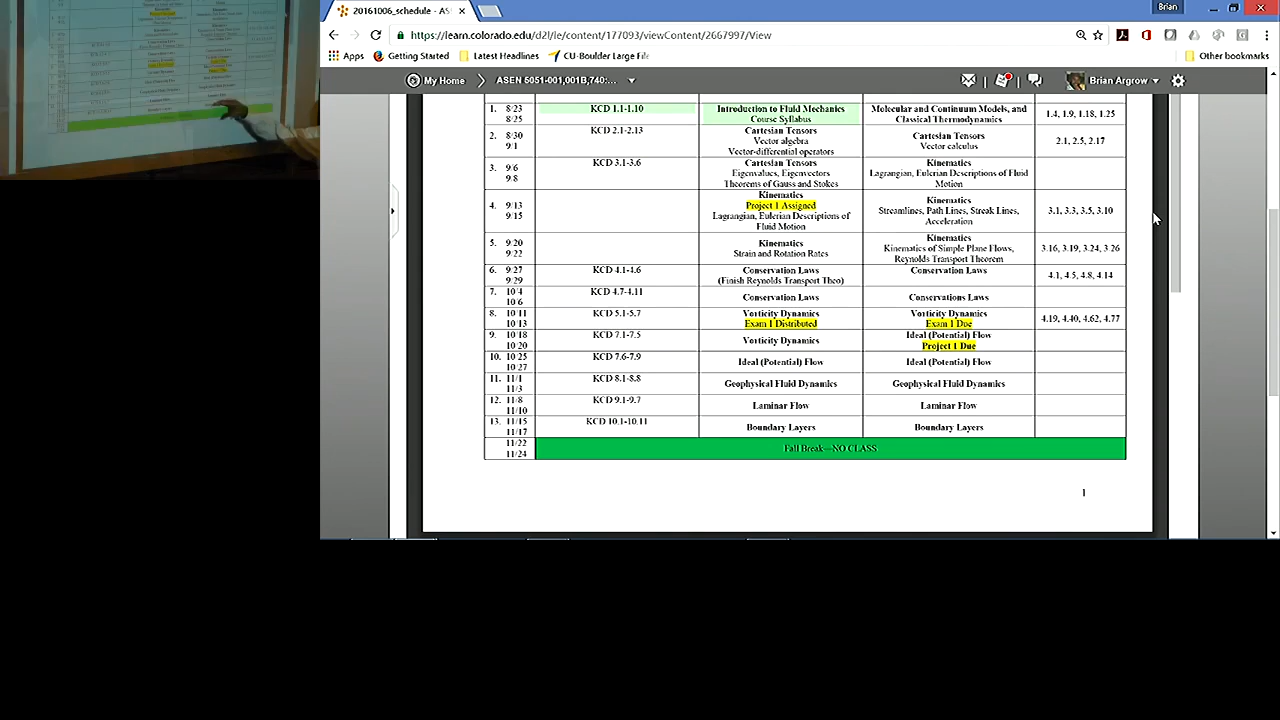 20161006_schedule - AS
Brian
https://learn.colorado.edu/d2l/le/content/177093/viewContent/2667997/View
Apps
Getting Started
Latest Headlines
CU-Boulder Large File
Other bookmarks
My Home
ASEN 5051-001,001B,740:...
Brian Argrow
1. 8/23 KCD 1.1-1.10 Introduction to Fluid Mechanics Molecular and Continuum Models, and 1.4, 1.9, 1.18, 1.25
8/25 Course Syllabus Classical Thermodynamics
2. 8/30 KCD 2.1-2.13 Cartesian Tensors Cartesian Tensors 2.1, 2.5, 2.17
9/1 Vector algebra Vector calculus
Vector-differential operators
3. 9/6 KCD 3.1-3.6 Cartesian Tensors Kinematics
9/8 Eigenvalues, Eigenvectors Lagrangian, Eulerian Descriptions of Fluid
Theorems of Gauss and Stokes Motion
4. 9/13 Kinematics Kinematics 3.1, 3.3, 3.5, 3.10
9/15 Project 1 Assigned Streamlines, Path Lines, Streak Lines,
Lagrangian, Eulerian Descriptions of Acceleration
Fluid Motion
5. 9/20 Kinematics Kinematics 3.16, 3.19, 3.24, 3.26
9/22 Strain and Rotation Rates Kinematics of Simple Plane Flows,
Reynolds Transport Theorem
6. 9/27 KCD 4.1-4.6 Conservation Laws Conservation Laws 4.1, 4.5, 4.8, 4.14
9/29 (Finish Reynolds Transport Theo)
7. 10/4 KCD 4.7-4.11 Conservation Laws Conservations Laws
10/6
8. 10/11 KCD 5.1-5.7 Vorticity Dynamics Vorticity Dynamics 4.19, 4.40, 4.62, 4.77
10/13 Exam 1 Distributed Exam 1 Due
9. 10/18 KCD 7.1-7.5 Vorticity Dynamics Ideal (Potential) Flow
10/20 Project 1 Due
10. 10/25 KCD 7.6-7.9 Ideal (Potential) Flow Ideal (Potential) Flow
10/27
11. 11/1 KCD 8.1-8.8 Geophysical Fluid Dynamics Geophysical Fluid Dynamics
11/3
12. 11/8 KCD 9.1-9.7 Laminar Flow Laminar Flow
11/10
13. 11/15 KCD 10.1-10.11 Boundary Layers Boundary Layers
11/17
11/22 Fall Break—NO CLASS
11/24
1